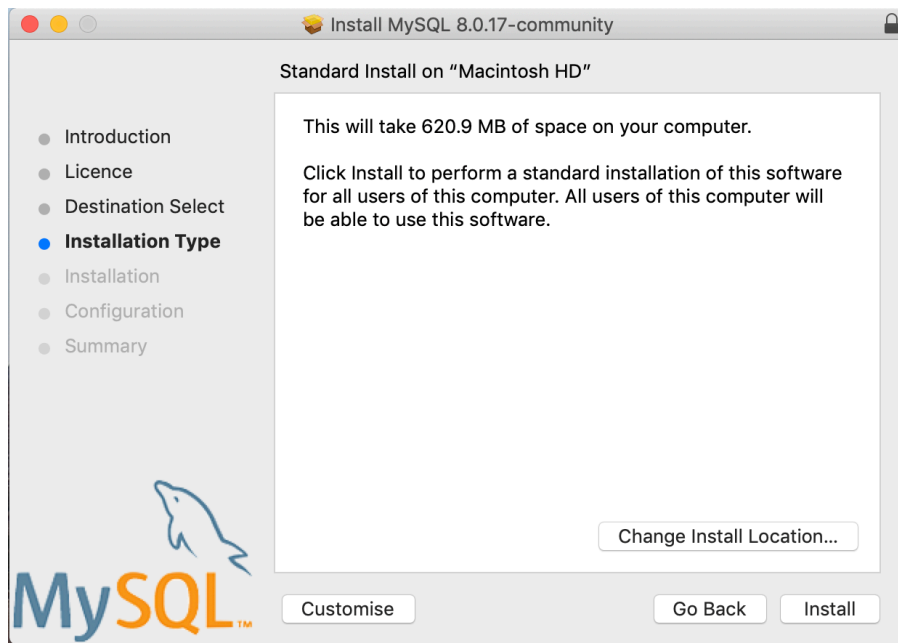 Install MySQL 8.0.17-community
Standard Install on “Macintosh HD”
Introduction
Licence
Destination Select
Installation Type
Installation
Configuration
Summary
This will take 620.9 MB of space on your computer.
Click Install to perform a standard installation of this software
for all users of this computer. All users of this computer will
be able to use this software.
Change Install Location...
MySQL™
Customise
Go Back
Install